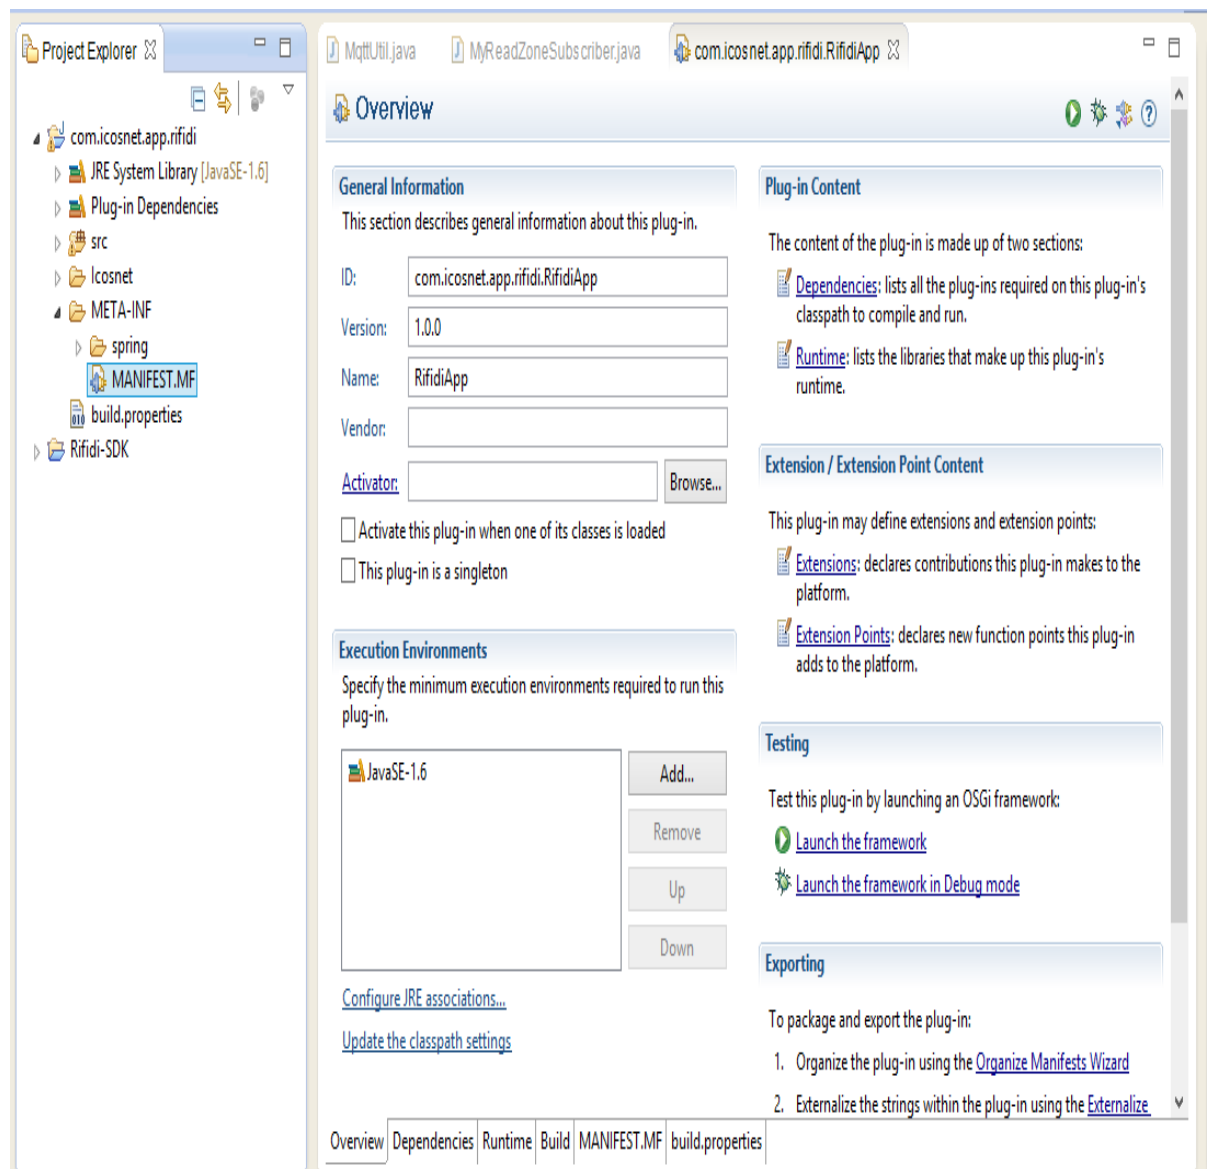 Project Explorer
com.icosnet.app.rifidi
JRE System Library [JavaSE-1.6]
Plug-in Dependencies
src
Icosnet
META-INF
spring
MANIFEST.MF
build.properties
Rifidi-SDK
MqttUtil.java
MyReadZoneSubscriber.java
com.icosnet.app.rifidi.RifidiApp
Overview
General Information
This section describes general information about this plug-in.
ID:
com.icosnet.app.rifidi.RifidiApp
Version:
1.0.0
Name:
RifidiApp
Vendor:
Activator:
Browse...
Activate this plug-in when one of its classes is loaded
This plug-in is a singleton
Execution Environments
Specify the minimum execution environments required to run this
plug-in.
JavaSE-1.6
Add...
Remove
Up
Down
Configure JRE associations...
Update the classpath settings
Plug-in Content
The content of the plug-in is made up of two sections:
Dependencies: lists all the plug-ins required on this plug-in's
classpath to compile and run.
Runtime: lists the libraries that make up this plug-in's
runtime.
Extension / Extension Point Content
This plug-in may define extensions and extension points:
Extensions: declares contributions this plug-in makes to the
platform.
Extension Points: declares new function points this plug-in
adds to the platform.
Testing
Test this plug-in by launching an OSGi framework:
Launch the framework
Launch the framework in Debug mode
Exporting
To package and export the plug-in:
1. Organize the plug-in using the Organize Manifests Wizard
2. Externalize the strings within the plug-in using the Externalize
Overview
Dependencies
Runtime
Build
MANIFEST.MF
build.properties